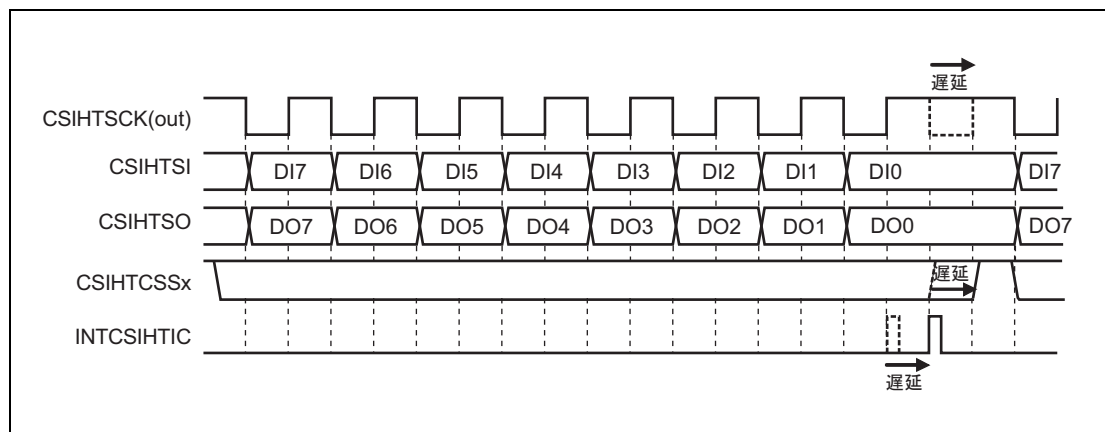 遅延
CSIHTSCK(out)
CSIHTSI DI7 DI6 DI5 DI4 DI3 DI2 DI1 DI0 DI7
CSIHTSO DO7 DO6 DO5 DO4 DO3 DO2 DO1 DO0 DO7
CSIHTCSSx 遅延
INTCSIHTIC
遅延